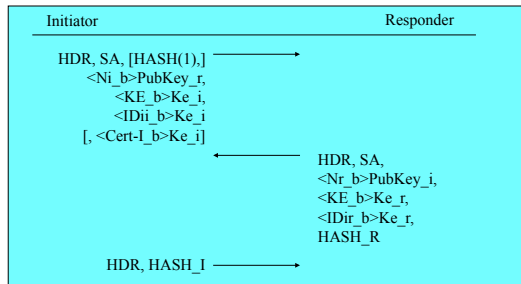 Initiator Responder
HDR, SA, [HASH(1),]
<Ni_b>PubKey_r,
<KE_b>Ke_i,
<IDii_b>Ke_i
[, <Cert-I_b>Ke_i]
HDR, SA,
<Nr_b>PubKey_i,
<KE_b>Ke_r,
<IDir_b>Ke_r,
HASH_R
HDR, HASH_I